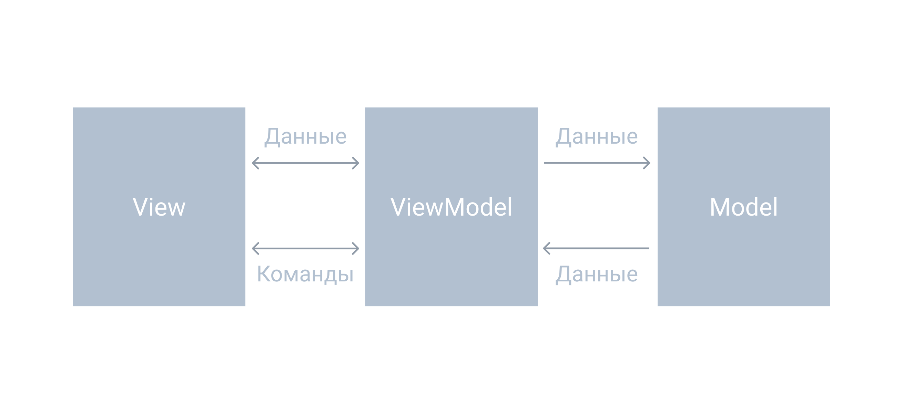 Данные
Данные
View
ViewModel
Model
Команды
Данные